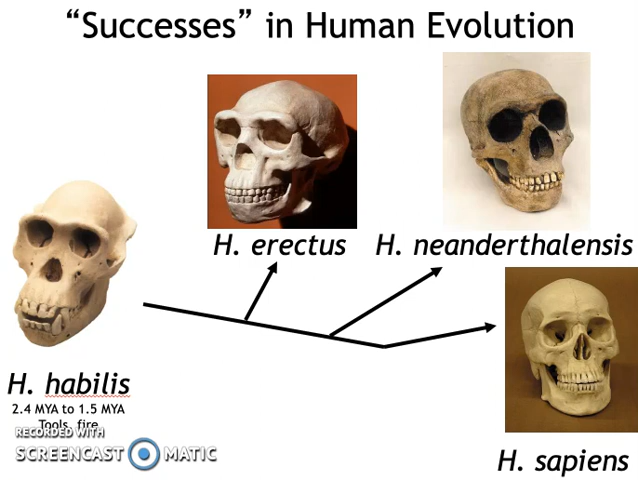 “Successes” in Human Evolution
H. erectus
H. neanderthalensis
H. habilis
2.4 MYA to 1.5 MYA
Tools, fire
RECORDED WITH
SCREENCAST MATIC
H. sapiens